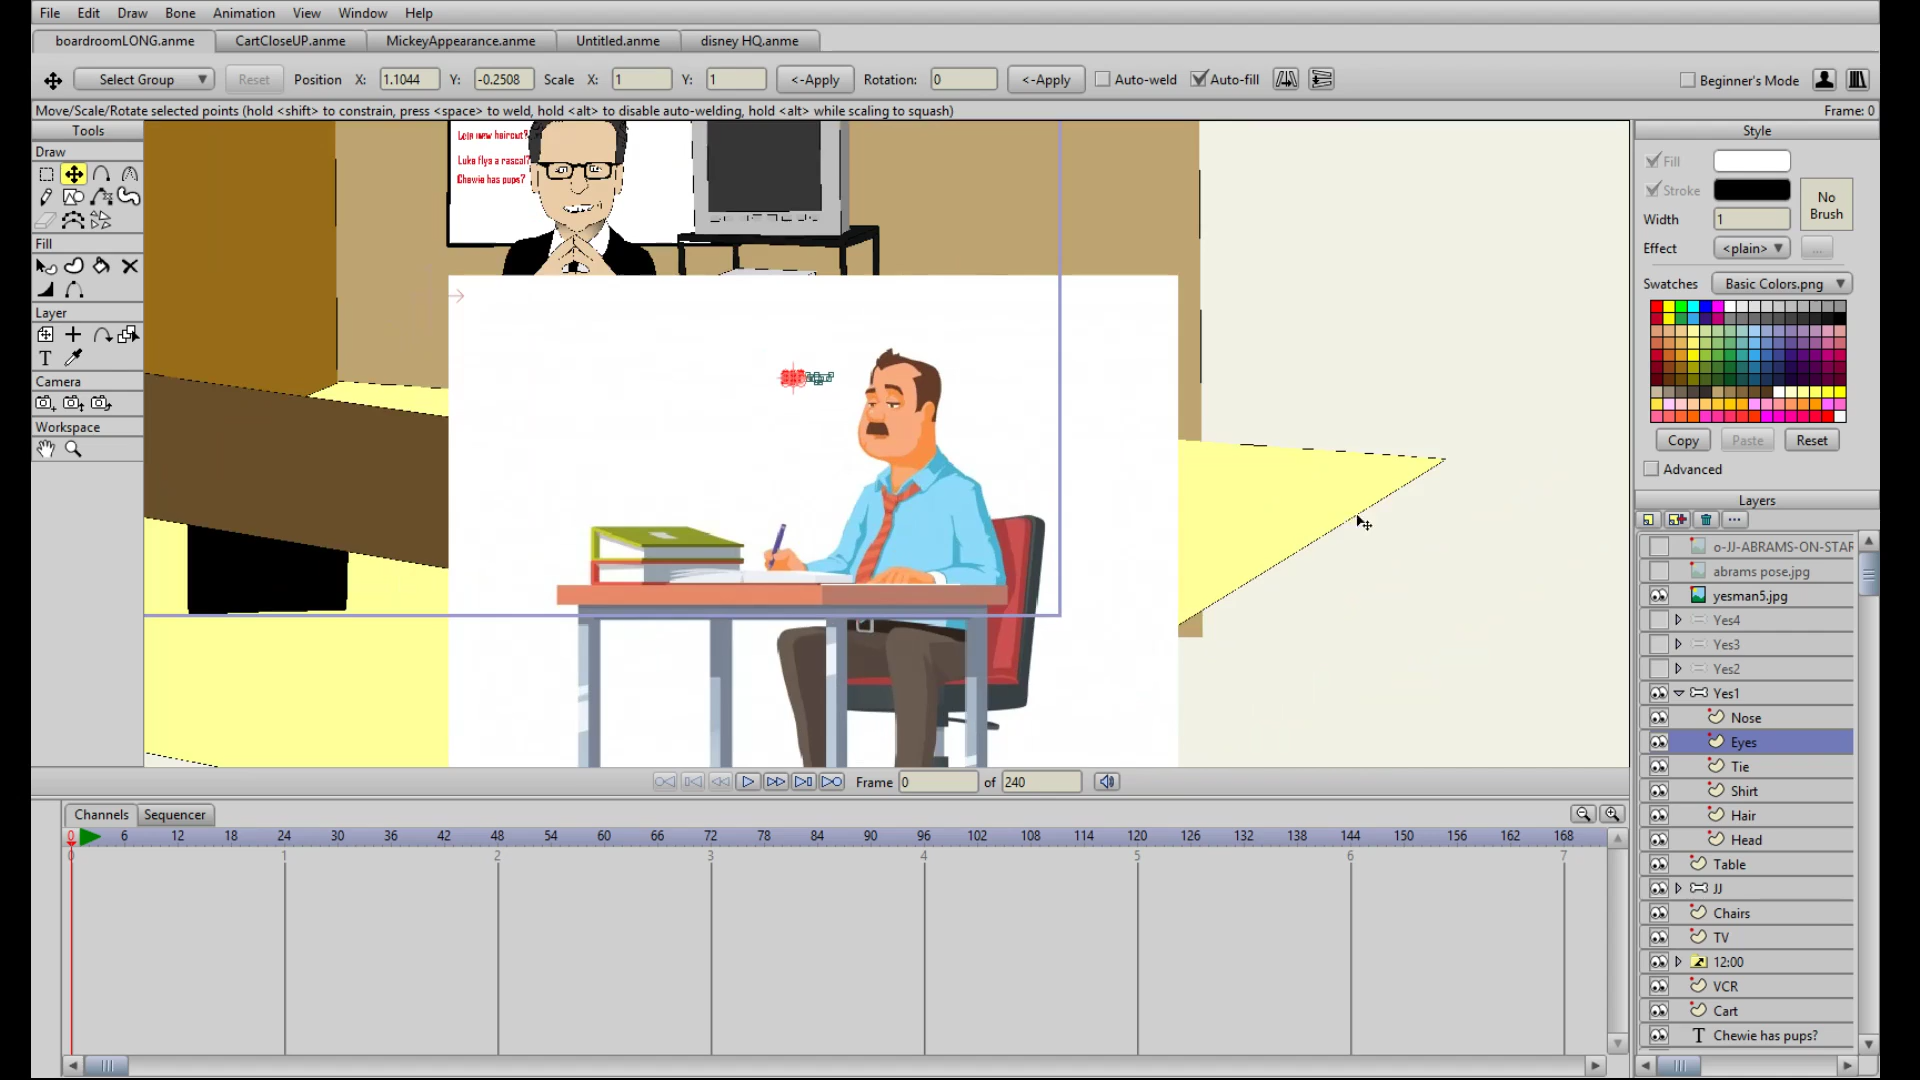 File Edit Draw Bone Animation View Window Help
boardroomLONG.anme CartCloseUP.anme MickeyAppearance.anme Untitled.anme disney HQ.anme
Select Group Reset Position X: 1.1044 Y: -0.2508 Scale X: 1 Y: 1 <-Apply Rotation: 0 <-Apply Auto-weld Auto-fill Beginner's Mode
Move/Scale/Rotate selected points (hold <shift> to constrain, press <space> to weld, hold <alt> to disable auto-welding, hold <alt> while scaling to squash) Frame: 0
Tools
Draw
Fill
Layer
T
Camera
Workspace
Leia new haircut?
Luke flys a rascal?
Chewie has pups?
Style
Fill
Stroke
No Brush
Width 1
Effect <plain> ...
Swatches Basic Colors.png
Copy Paste Reset
Advanced
Layers
o-JJ-ABRAMS-ON-STAR
abrams pose.jpg
yesman5.jpg
Yes4
Yes3
Yes2
Yes1
Nose
Eyes
Tie
Shirt
Hair
Head
Table
JJ
Chairs
TV
12:00
VCR
Cart
T Chewie has pups?
Frame 0 of 240
Channels Sequencer
0 6 12 18 24 30 36 42 48 54 60 66 72 78 84 90 96 102 108 114 120 126 132 138 144 150 156 162 168
0 1 2 3 4 5 6 7